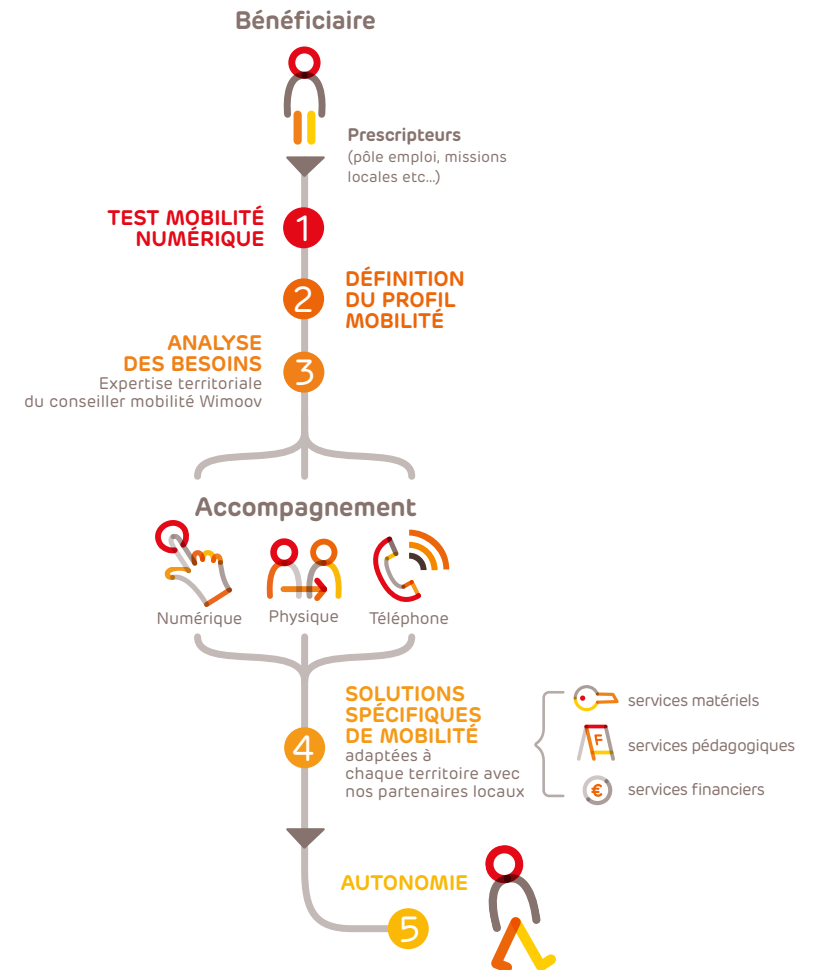 Bénéficiaire
Prescripteurs
(pôle emploi, missions
locales etc...)
TEST MOBILITÉ
NUMÉRIQUE
1
2
DÉFINITION
DU PROFIL
MOBILITÉ
ANALYSE
DES BESOINS
Expertise territoriale
du conseiller mobilité Wimoov
3
Accompagnement
Numérique
Physique
Téléphone
4
SOLUTIONS
SPÉCIFIQUES
DE MOBILITÉ
adaptées à
chaque territoire avec
nos partenaires locaux
services matériels
F
services pédagogiques
€
services financiers
AUTONOMIE
5